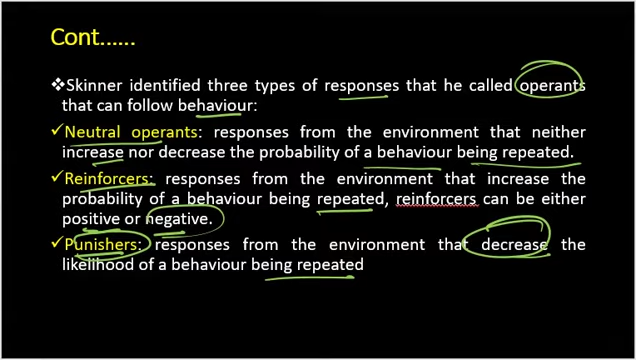 Cont......
❖Skinner identified three types of responses that he called operants
that can follow behaviour:
✓Neutral operants: responses from the environment that neither
increase nor decrease the probability of a behaviour being repeated.
✓Reinforcers: responses from the environment that increase the
probability of a behaviour being repeated, reinforcers can be either
positive or negative.
✓Punishers: responses from the environment that decrease the
likelihood of a behaviour being repeated